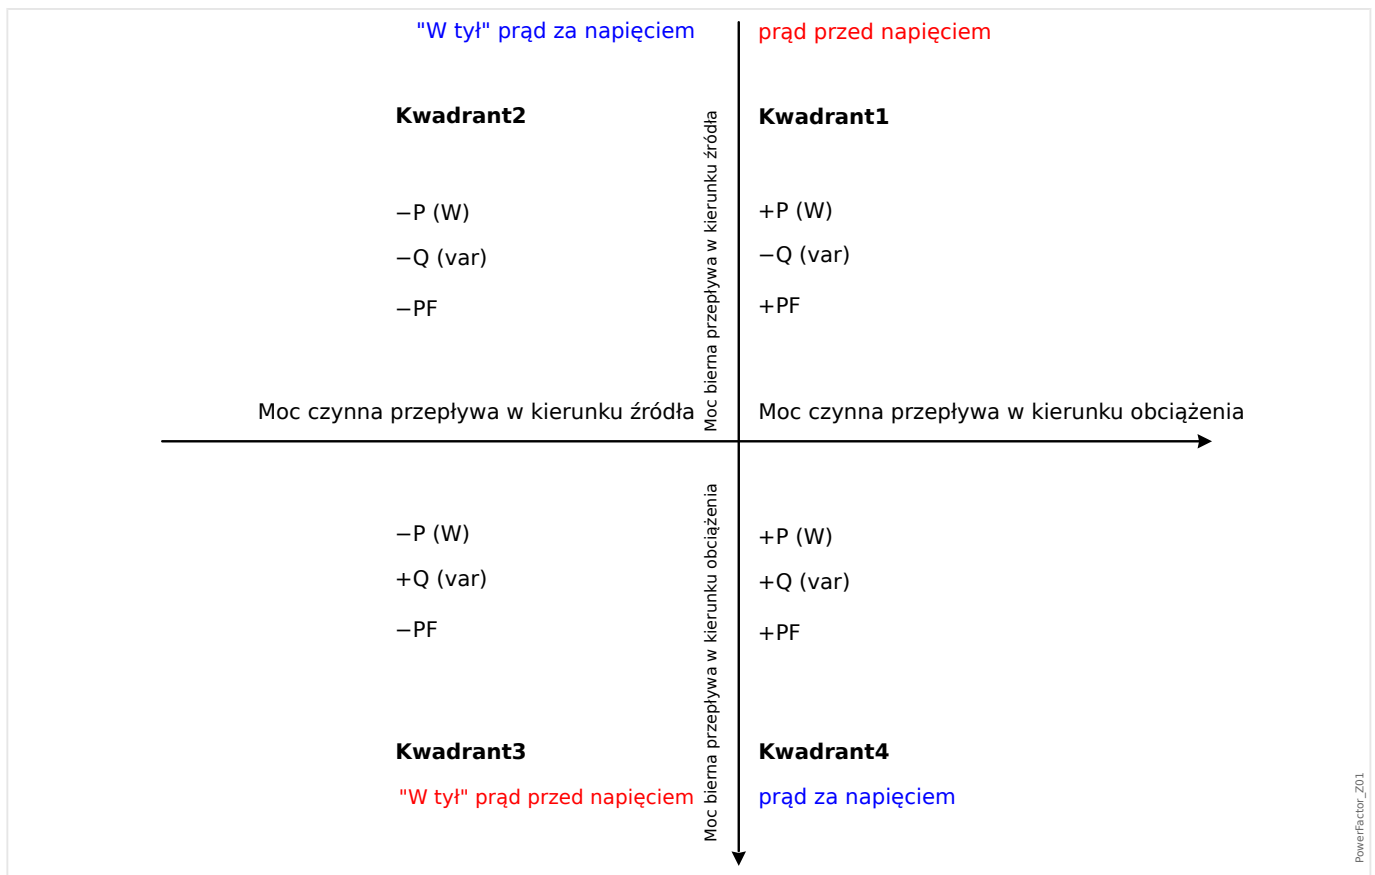 "W tył" prąd za napięciem
prąd przed napięciem
Kwadrant2
Kwadrant1
−P (W)
−Q (var)
−PF
+P (W)
−Q (var)
+PF
Moc bierna przepływa w kierunku źródła
Moc czynna przepływa w kierunku źródła
Moc czynna przepływa w kierunku obciążenia
Moc bierna przepływa w kierunku obciążenia
−P (W)
+Q (var)
−PF
+P (W)
+Q (var)
+PF
Kwadrant3
"W tył" prąd przed napięciem
Kwadrant4
prąd za napięciem
PowerFactor_Z01